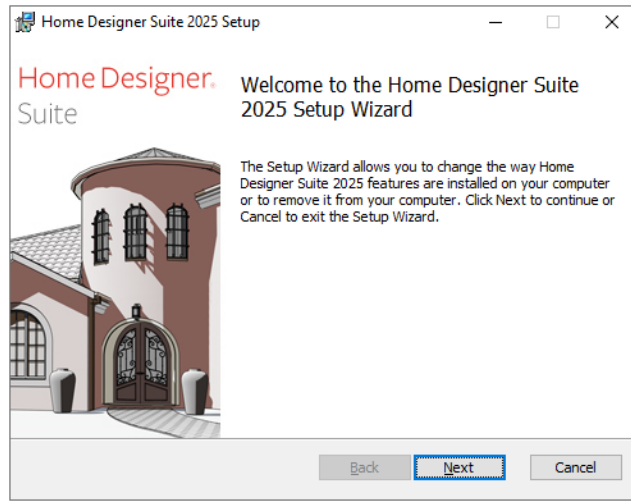 Home Designer Suite 2025 Setup
Home Designer®
Suite
Welcome to the Home Designer Suite
2025 Setup Wizard
The Setup Wizard allows you to change the way Home
Designer Suite 2025 features are installed on your computer
or to remove it from your computer. Click Next to continue or
Cancel to exit the Setup Wizard.
Back Next Cancel